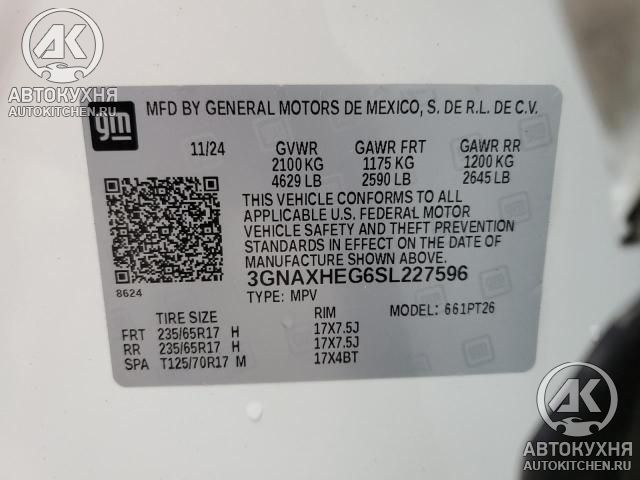 AK
АВТОКУХНЯ
AUTOKITCHEN.RU
gm
MFD BY GENERAL MOTORS DE MEXICO, S. DE R.L. DE C.V.
11/24 GVWR GAWR FRT GAWR RR
2100 KG 1175 KG 1200 KG
4629 LB 2590 LB 2645 LB
THIS VEHICLE CONFORMS TO ALL
APPLICABLE U.S. FEDERAL MOTOR
VEHICLE SAFETY AND THEFT PREVENTION
STANDARDS IN EFFECT ON THE DATE OF
MANUFACTURE SHOWN ABOVE.
3GNAXHEG6SL227596
8624
TYPE: MPV
MODEL: 661PT26
TIRE SIZE RIM
FRT 235/65R17 H 17X7.5J
RR 235/65R17 H 17X7.5J
SPA T125/70R17 M 17X4BT
AK
АВТОКУХНЯ
AUTOKITCHEN.RU